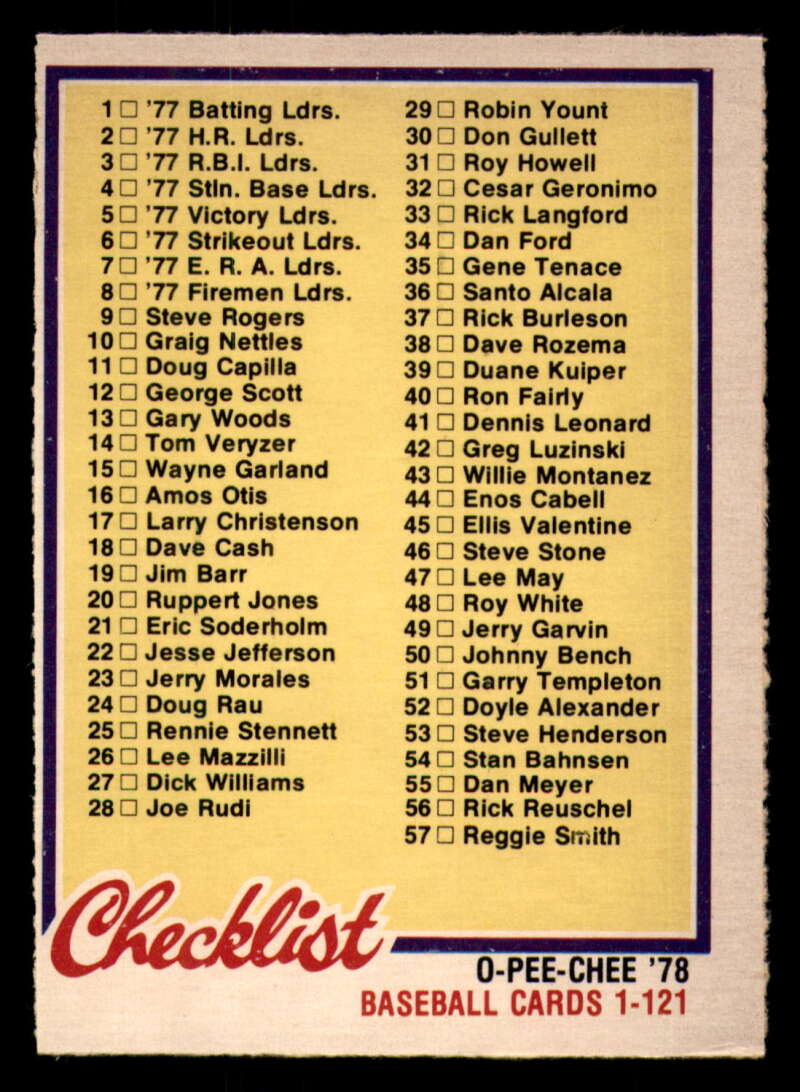 1 □ '77 Batting Ldrs.
2 □ '77 H.R. Ldrs.
3 □ '77 R.B.I. Ldrs.
4 □ '77 Stln. Base Ldrs.
5 □ '77 Victory Ldrs.
6 □ '77 Strikeout Ldrs.
7 □ '77 E. R. A. Ldrs.
8 □ '77 Firemen Ldrs.
9 □ Steve Rogers
10 □ Graig Nettles
11 □ Doug Capilla
12 □ George Scott
13 □ Gary Woods
14 □ Tom Veryzer
15 □ Wayne Garland
16 □ Amos Otis
17 □ Larry Christenson
18 □ Dave Cash
19 □ Jim Barr
20 □ Ruppert Jones
21 □ Eric Soderholm
22 □ Jesse Jefferson
23 □ Jerry Morales
24 □ Doug Rau
25 □ Rennie Stennett
26 □ Lee Mazzilli
27 □ Dick Williams
28 □ Joe Rudi
29 □ Robin Yount
30 □ Don Gullett
31 □ Roy Howell
32 □ Cesar Geronimo
33 □ Rick Langford
34 □ Dan Ford
35 □ Gene Tenace
36 □ Santo Alcala
37 □ Rick Burleson
38 □ Dave Rozema
39 □ Duane Kuiper
40 □ Ron Fairly
41 □ Dennis Leonard
42 □ Greg Luzinski
43 □ Willie Montanez
44 □ Enos Cabell
45 □ Ellis Valentine
46 □ Steve Stone
47 □ Lee May
48 □ Roy White
49 □ Jerry Garvin
50 □ Johnny Bench
51 □ Garry Templeton
52 □ Doyle Alexander
53 □ Steve Henderson
54 □ Stan Bahnsen
55 □ Dan Meyer
56 □ Rick Reuschel
57 □ Reggie Smith
Checklist
O-PEE-CHEE '78
BASEBALL CARDS 1-121